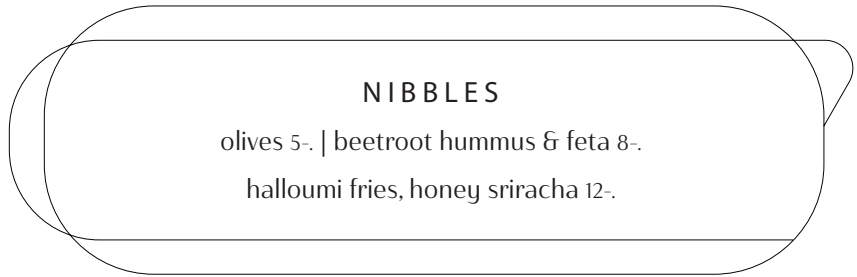 NIBBLES
olives 5-. | beetroot hummus & feta 8-.
halloumi fries, honey sriracha 12-.